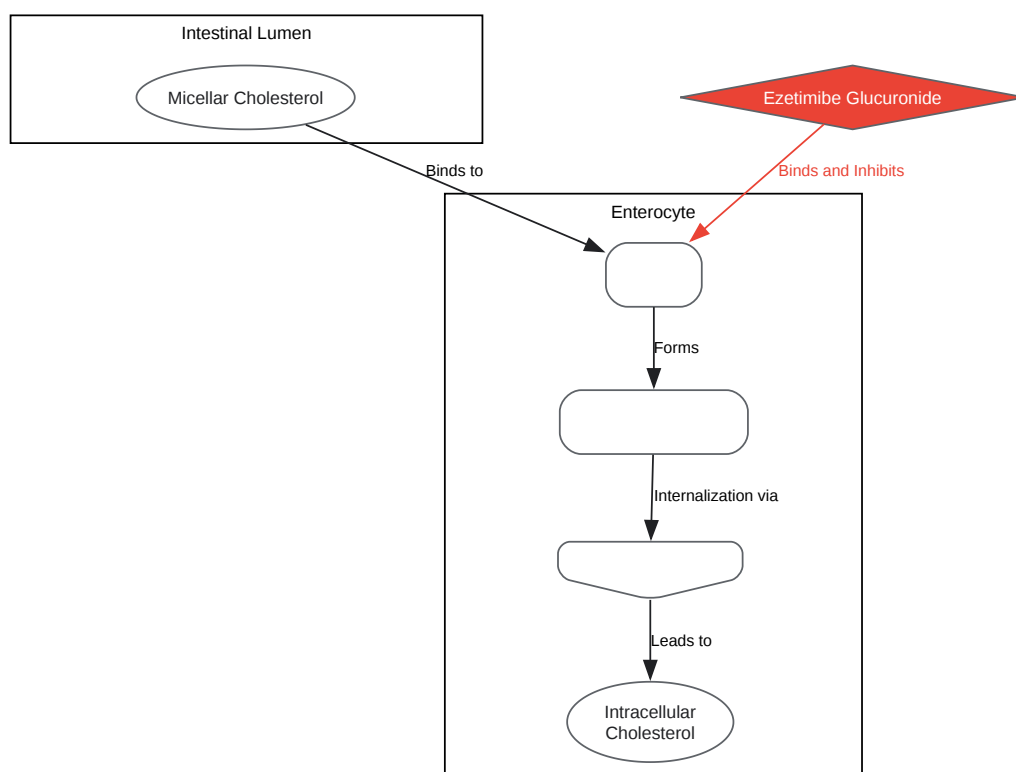 Intestinal Lumen
Micellar Cholesterol
Ezetimibe Glucuronide
Binds to
Binds and Inhibits
Enterocyte
Forms
Internalization via
Leads to
Intracellular
Cholesterol